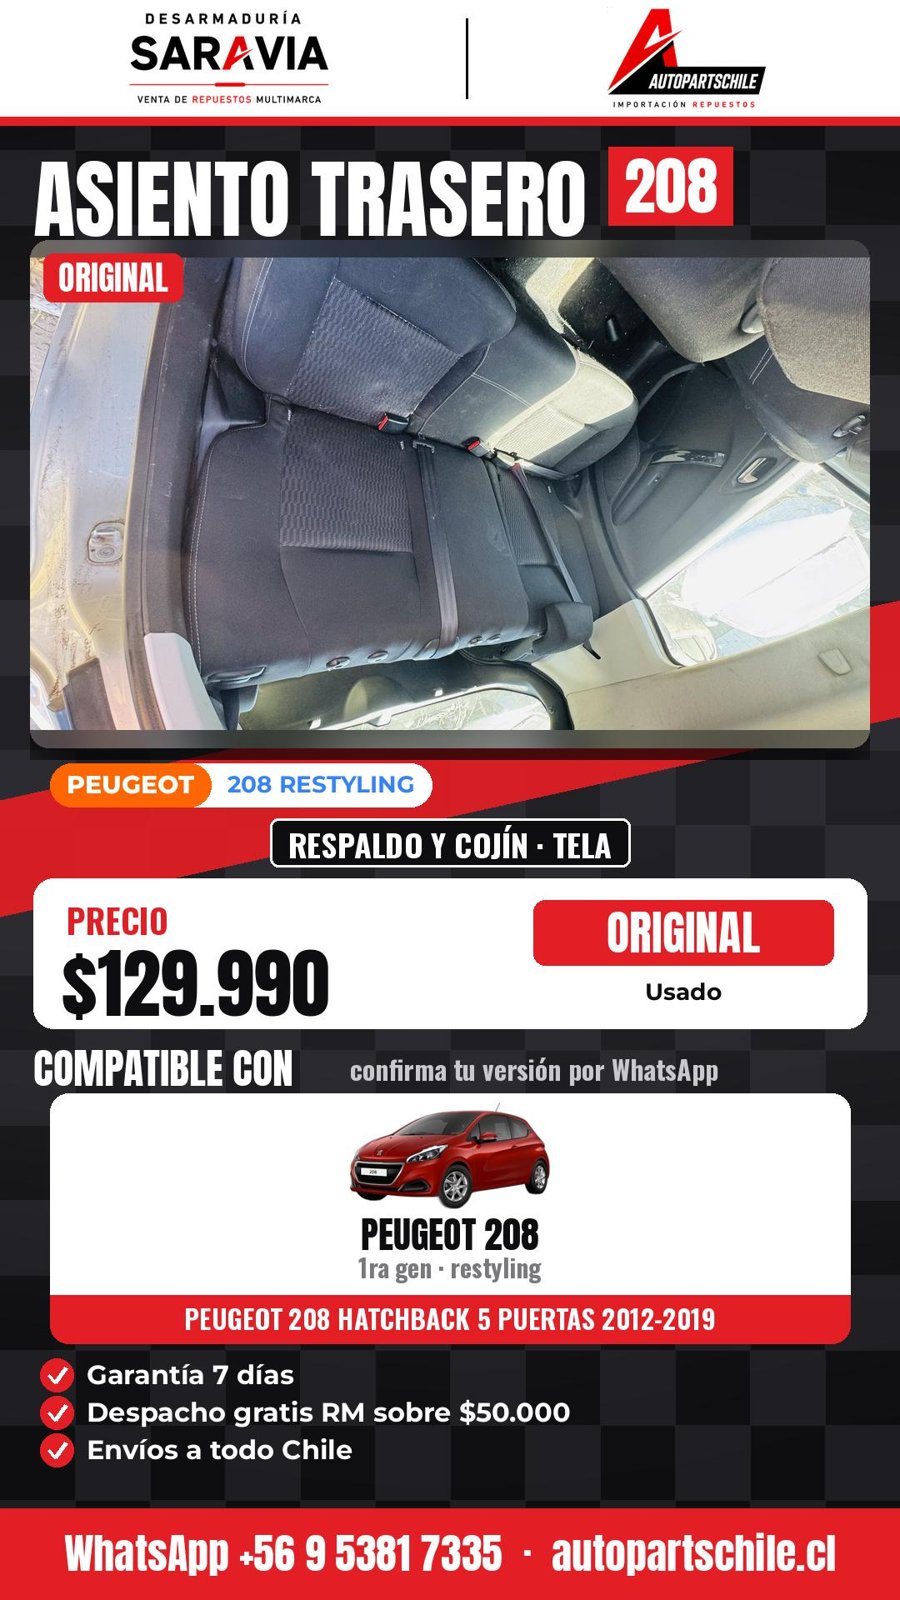 DESARMADURÍA
SARAVIA
VENTA DE REPUESTOS MULTIMARCA
AUTOPARTSCHILE
IMPORTACIÓN REPUESTOS
ASIENTO TRASERO 208
ORIGINAL
PEUGEOT 208 RESTYLING
RESPALDO Y COJÍN · TELA
PRECIO
$129.990
ORIGINAL
Usado
COMPATIBLE CON
confirma tu versión por WhatsApp
PEUGEOT 208
1ra gen · restyling
PEUGEOT 208 HATCHBACK 5 PUERTAS 2012-2019
Garantía 7 días
Despacho gratis RM sobre $50.000
Envíos a todo Chile
WhatsApp +56 9 5381 7335 · autopartschile.cl